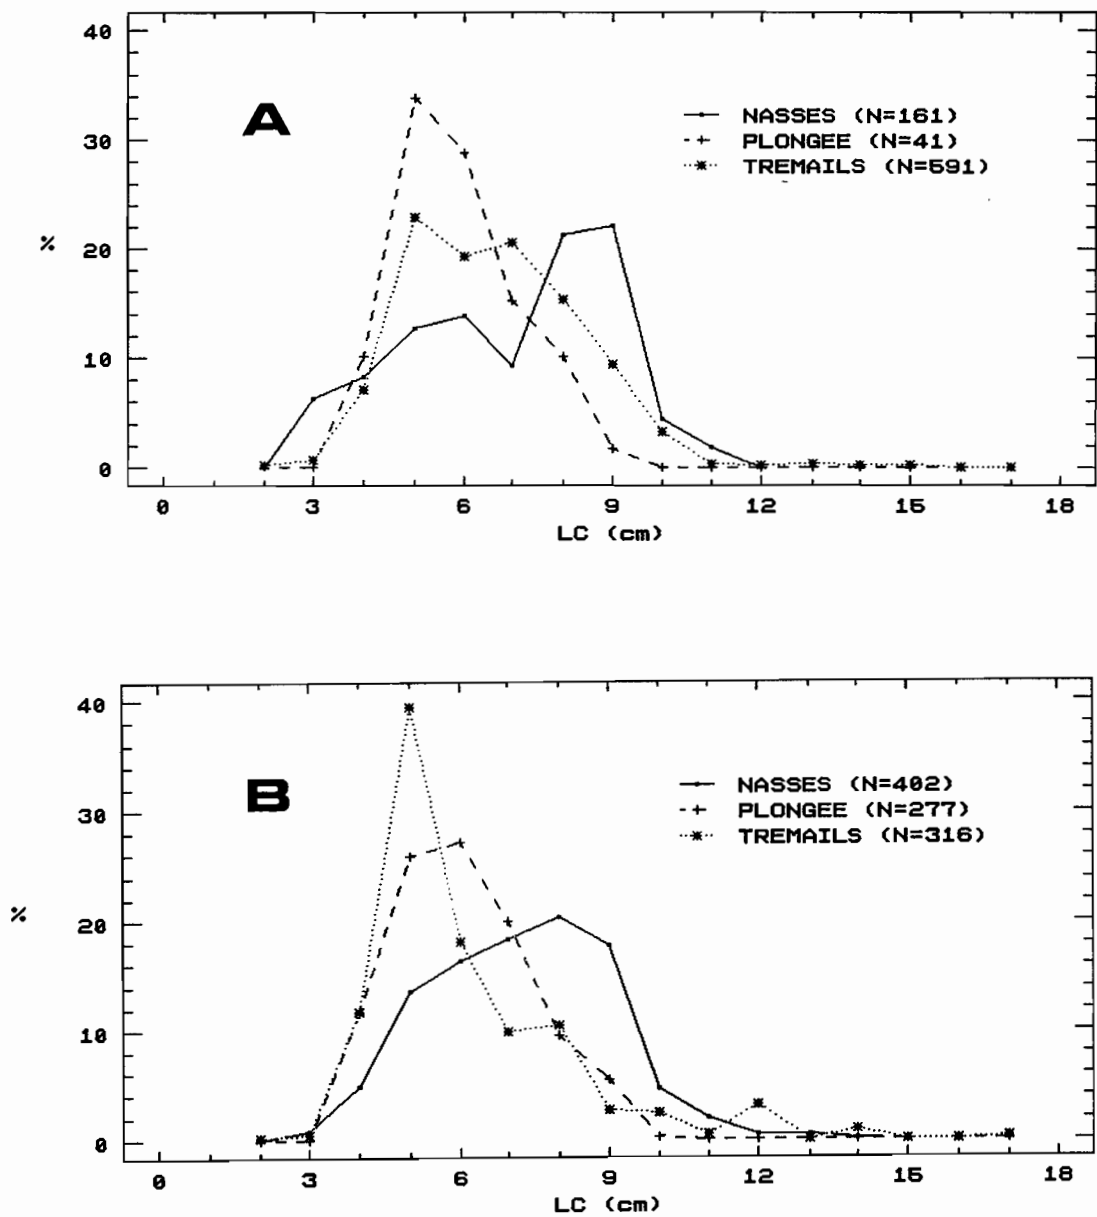 40
A
NASSES (N=161)
PLONGEE (N=41)
TREMAILS (N=591)
30
%
20
10
0
0 3 6 9 12 15 18
LC (cm)
40
B
NASSES (N=402)
PLONGEE (N=277)
TREMAILS (N=316)
30
%
20
10
0
0 3 6 9 12 15 18
LC (cm)